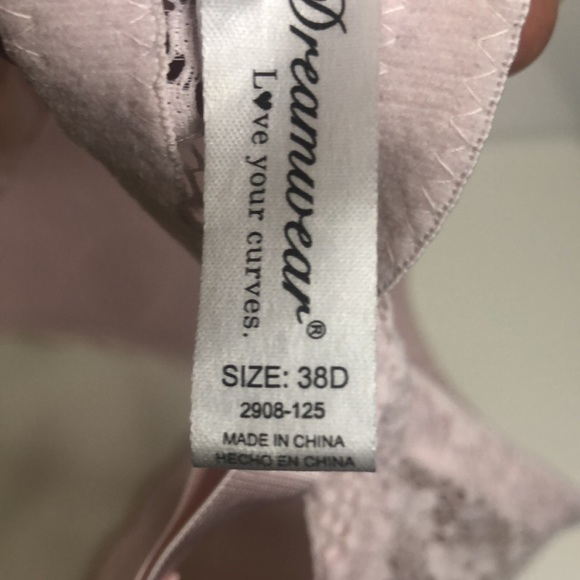 Dreamwear®
L♥ve your curves.
SIZE: 38D
2908-125
MADE IN CHINA
HECHO EN CHINA